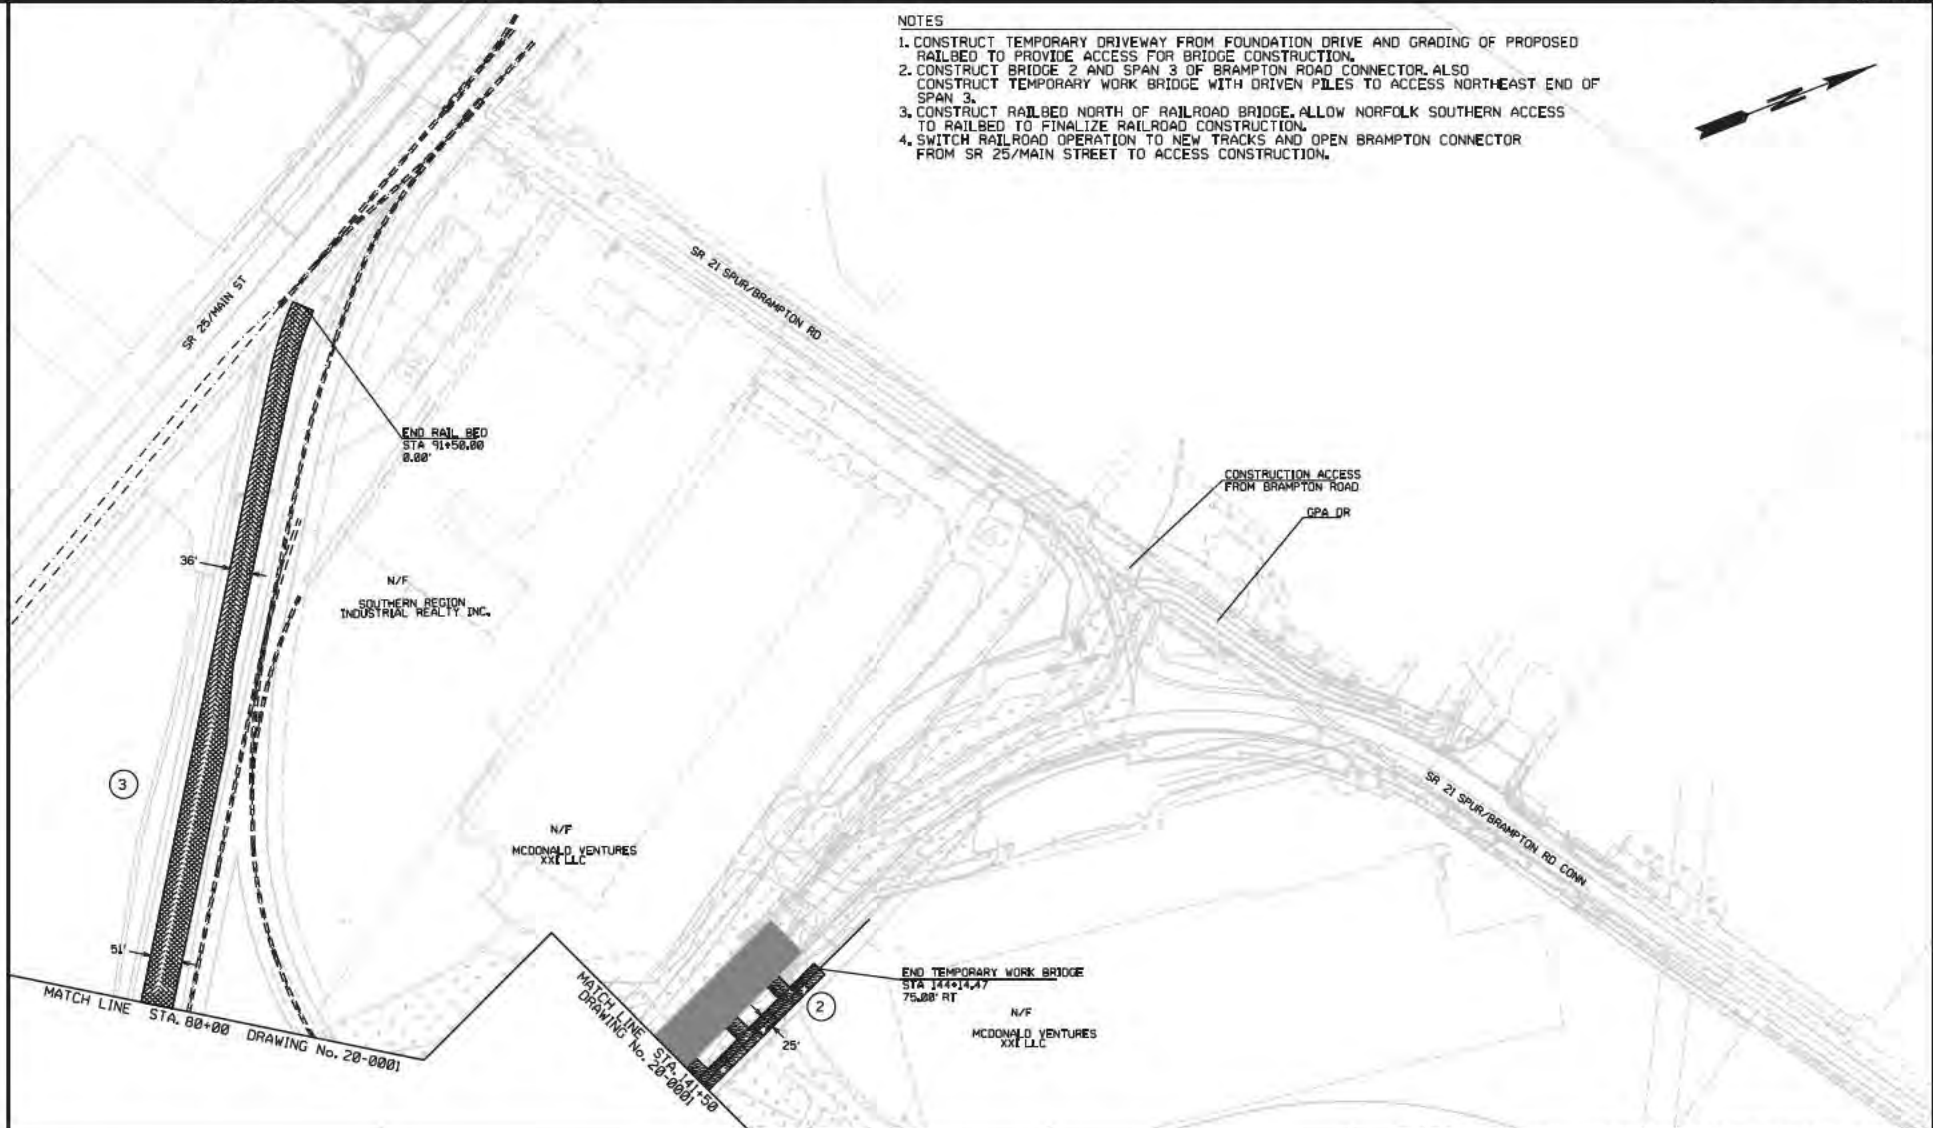 NOTES
1. CONSTRUCT TEMPORARY DRIVEWAY FROM FOUNDATION DRIVE AND GRADING OF PROPOSED
RAILBED TO PROVIDE ACCESS FOR BRIDGE CONSTRUCTION.
2. CONSTRUCT BRIDGE 2 AND SPAN 3 OF BRAMPTON ROAD CONNECTOR. ALSO
CONSTRUCT TEMPORARY WORK BRIDGE WITH DRIVEN PILES TO ACCESS NORTHEAST END OF
SPAN 3.
3. CONSTRUCT RAILBED NORTH OF RAILROAD BRIDGE. ALLOW NORFOLK SOUTHERN ACCESS
TO RAILBED TO FINALIZE RAILROAD CONSTRUCTION.
4. SWITCH RAILROAD OPERATION TO NEW TRACKS AND OPEN BRAMPTON CONNECTOR
FROM SR 25/MAIN STREET TO ACCESS CONSTRUCTION.
N
SR 25/MAIN ST
SR 21 SPUR/BRAMPTON RD
END RAIL BED
STA 91+50.00
0.00'
CONSTRUCTION ACCESS
FROM BRAMPTON ROAD
GPA DR
36'
N/F
SOUTHERN REGION
INDUSTRIAL REALTY INC.
3
SR 21 SPUR/BRAMPTON RD CONN
N/F
MCDONALD VENTURES
XXI LLC
51'
END TEMPORARY WORK BRIDGE
STA 144+14.47
75.00' RT
2
25'
N/F
MCDONALD VENTURES
XXI LLC
MATCH LINE STA. 80+00 DRAWING No. 20-0001
MATCH LINE STA. 141+50
DRAWING No. 20-0001